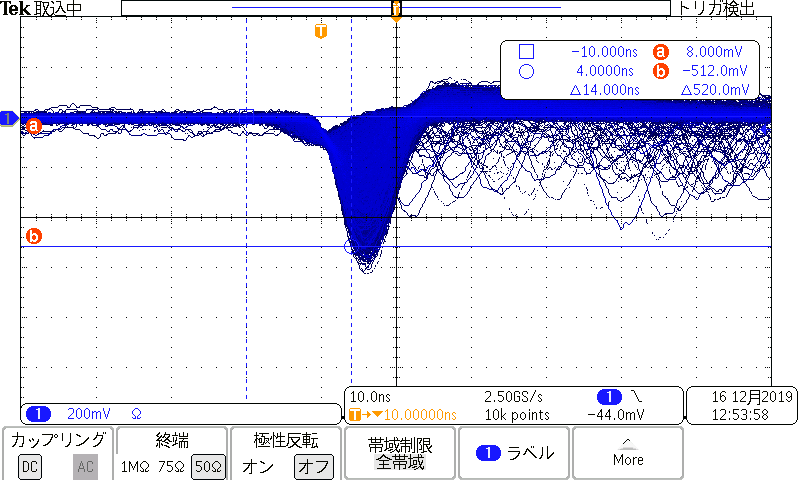 Tek 取込中
T
トリガ検出
T
-10.000ns a 8.000mV
4.0000ns b -512.0mV
Δ14.000ns Δ520.0mV
1
a
b
1 200mV Ω
10.0ns 2.50GS/s 1
T→▼10.00000ns 10k points -44.0mV
16 12月2019
12:53:58
カップリング
DC AC
終端
1MΩ 75Ω 50Ω
極性反転
オン オフ
帯域制限
全帯域
1 ラベル
More